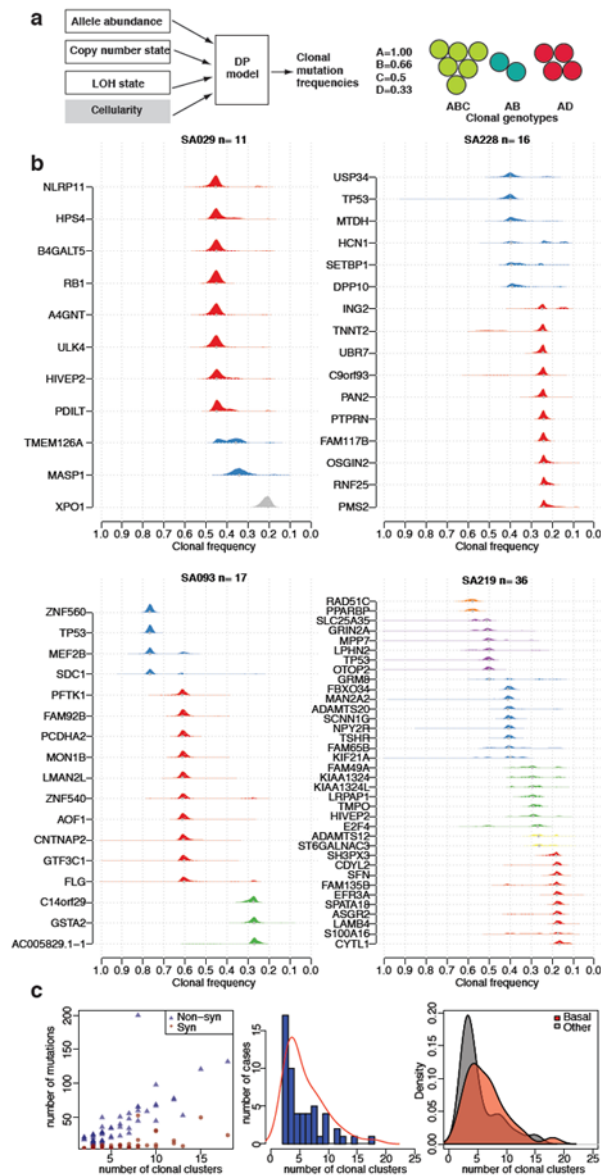 a
Allele abundance
Copy number state
LOH state
Cellularity
DP
model
Clonal
mutation
frequencies
A=1.00
B=0.66
C=0.5
D=0.33
ABC AB AD
Clonal genotypes
b
SA029 n= 11
NLRP11
HPS4
B4GALT5
RB1
A4GNT
ULK4
HIVEP2
PDILT
TMEM126A
MASP1
XPO1
1.0 0.9 0.8 0.7 0.6 0.5 0.4 0.3 0.2 0.1 0.0
Clonal frequency
SA228 n= 16
USP34
TP53
MTDH
HCN1
SETBP1
DPP10
ING2
TNNT2
UBR7
C9orf93
PAN2
PTPRN
FAM117B
OSGIN2
RNF25
PMS2
1.0 0.9 0.8 0.7 0.6 0.5 0.4 0.3 0.2 0.1 0.0
Clonal frequency
SA093 n= 17
ZNF560
TP53
MEF2B
SDC1
PFTK1
FAM92B
PCDHA2
MON1B
LMAN2L
ZNF540
AOF1
CNTNAP2
GTF3C1
FLG
C14orf29
GSTA2
AC005829.1-1
1.0 0.9 0.8 0.7 0.6 0.5 0.4 0.3 0.2 0.1 0.0
Clonal frequency
SA219 n= 36
RAD51C
PPARBP
SLC25A35
GRIN2A
MPP7
LPHN2
TP53
OTOP2
GRM8
FBXO34
MAN2A2
ADAMTS20
SCNN1G
NPY2R
TSHR
FAM65B
KIF21A
FAM49A
KIAA1324
KIAA1324L
LRPAP1
TMPO
HIVEP2
E2F4
ADAMTS12
ST6GALNAC3
SH3PX3
CDYL2
SFN
FAM135B
EFR3A
SPATA18
ASGR2
LAMB4
S100A16
CYTL1
1.0 0.9 0.8 0.7 0.6 0.5 0.4 0.3 0.2 0.1 0.0
Clonal frequency
c
number of mutations
200
150
100
50
Non-syn
Syn
5 10 15
number of clonal clusters
number of cases
15
10
5
0
0 5 10 15 20
number of clonal clusters
Density
0.20
0.15
0.10
0.05
0.00
Basal
Other
0 5 10 15 20 25
number of clonal clusters